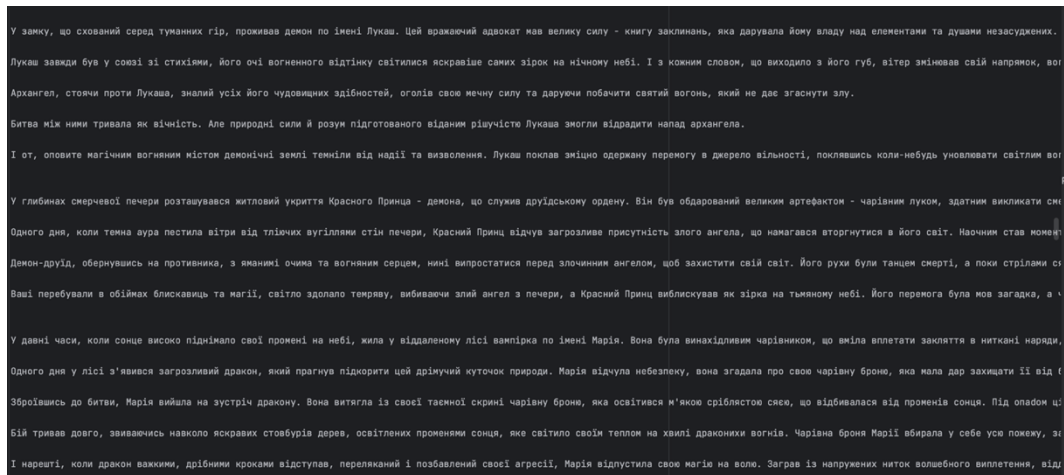 У замку, що схований серед туманних гір, проживав демон по імені Лукаш. Цей вражаючий адвокат мав велику силу - книгу заклинань, яка дарувала йому владу над елементами та душами незасуджених.
Лукаш завжди був у союзі зі стихіями, його очі вогненного відтінку світилися яскравіше самих зірок на нічному небі. І з кожним словом, що виходило з його губ, вітер змінював свій напрямок, вог
Архангел, стоячи проти Лукаша, зналий усіх його чудовищних здібностей, оголів свою мечну силу та даруючи побачити святий вогонь, який не дає згаснути злу.
Битва між ними тривала як вічність. Але природні сили й розум підготованого віданим рішучістю Лукаша змогли відрадити напад архангела.
І от, оповите магічним вогняним містом демонічні землі темніли від надії та визволення. Лукаш поклав зміцно одержану перемогу в джерело вільності, поклявшись коли-небудь уновлювати світлим вог
У глибинах смерчевої печери розташувався житловий укриття Красного Принца - демона, що служив друїдському ордену. Він був обдарований великим артефактом - чарівним луком, здатним викликати сме
Одного дня, коли темна аура пестила вітри від тліючих вугіллями стін печери, Красний Принц відчув загрозливе присутність злого ангела, що намагався вторгнутися в його світ. Наочним став момент
Демон-друїд, обернувшись на противника, з яманимі очима та вогняним серцем, нині випростатися перед злочинним ангелом, щоб захистити свій світ. Його рухи були танцем смерті, а поки стрілами ся
Ваші перебували в обіймах блискавиць та магії, світло здолало темряву, вибиваючи злий ангел з печери, а Красний Принц виблискував як зірка на тьмяному небі. Його перемога була мов загадка, а ч
У давні часи, коли сонце високо піднімало свої промені на небі, жила у віддаленому лісі вампірка по імені Марія. Вона була винахідливим чарівником, що вміла вплетати закляття в ниткані наряди,
Одного дня у лісі з'явився загрозливий дракон, який прагнув підкорити цей дрімучий куточок природи. Марія відчула небезпеку, вона згадала про свою чарівну броню, яка мала дар захищати її від б
Зброївшись до битви, Марія вийшла на зустріч дракону. Вона витягла із своєї таємної скрині чарівну броню, яка освітився м'якою сріблястою сяєю, що відбивалася від променів сонця. Під опаdом ці
Бій тривав довго, звиваючись навколо яскравих стовбурів дерев, освітлених променями сонця, яке світило своїм теплом на хвилі драконихи вогнів. Чарівна броня Марії вбирала у себе усю пожежу, за
І нарешті, коли дракон важкими, дрібними кроками відступав, переляканий і позбавлений своєї агресії, Марія відпустила свою магію на волю. Заграв із напружених ниток волшебного виплетення, відд